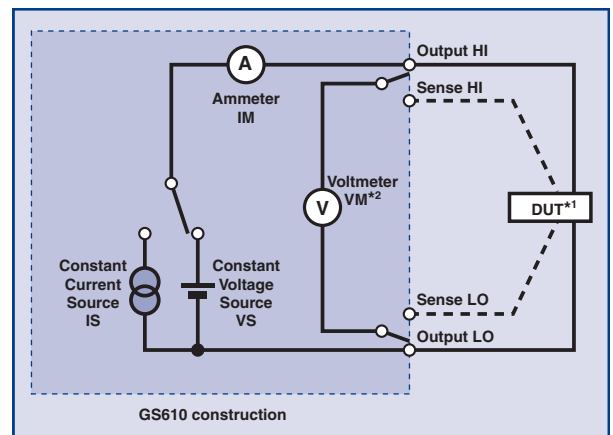 Output HI
A
Ammeter
IM
Sense HI
Voltmeter
VM*2
V
DUT*1
Constant
Current
Source
IS
Constant
Voltage
Source
VS
Sense LO
Output LO
GS610 construction